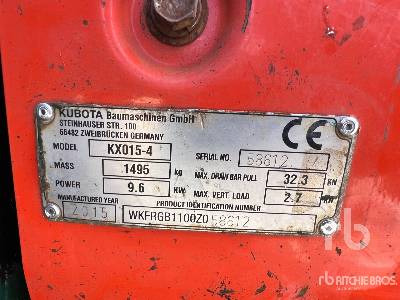 KUBOTA Baumaschinen GmbH
STEINHAUSER STR. 100
66482 ZWEIBRÜCKEN GERMANY
CE
MODEL KX015-4 SERIAL NO. 58612
MASS 1495 kg MAX. DRAW BAR PULL 32.3 KN
POWER 9.6 KW MAX. VERT. LOAD 2.7 KN
MANUFACTURED YEAR PRODUCT IDENTIFICATION NUMBER
2015 WKFRGB1100Z058612
rb
rb RITCHIE BROS